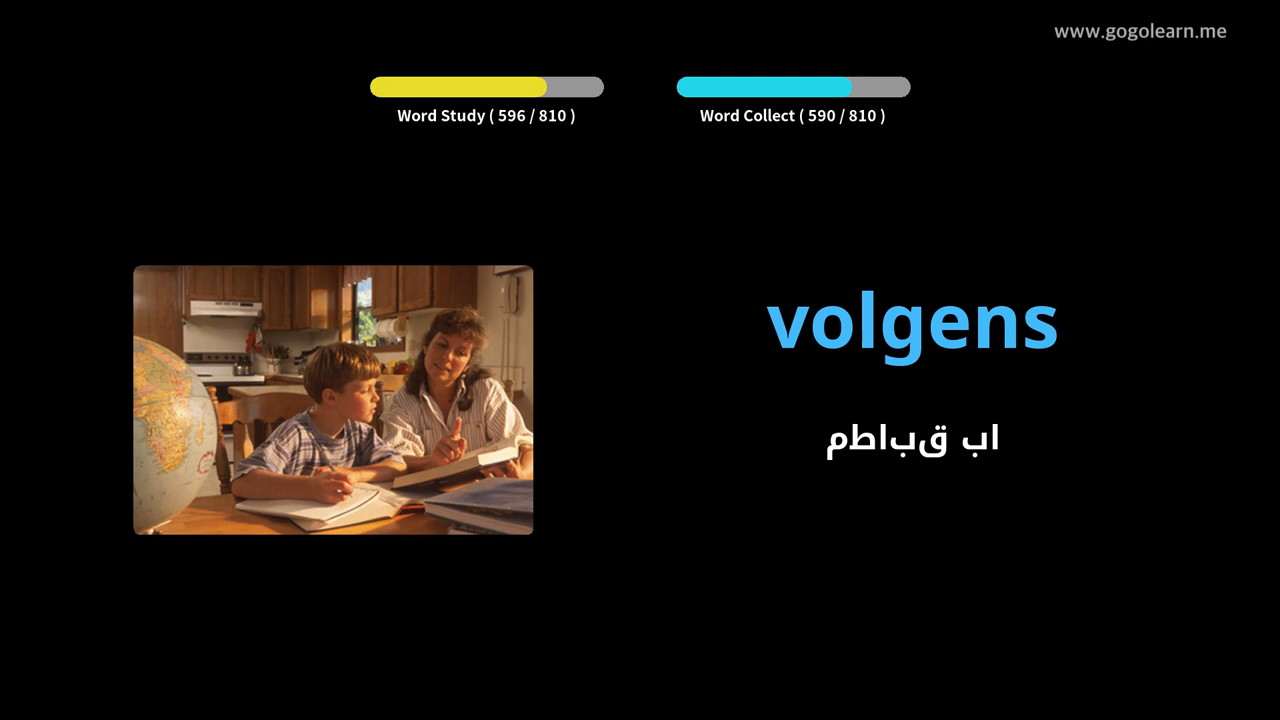 www.gogolearn.me
Word Study ( 596 / 810 )
Word Collect ( 590 / 810 )
volgens
اب قباطم